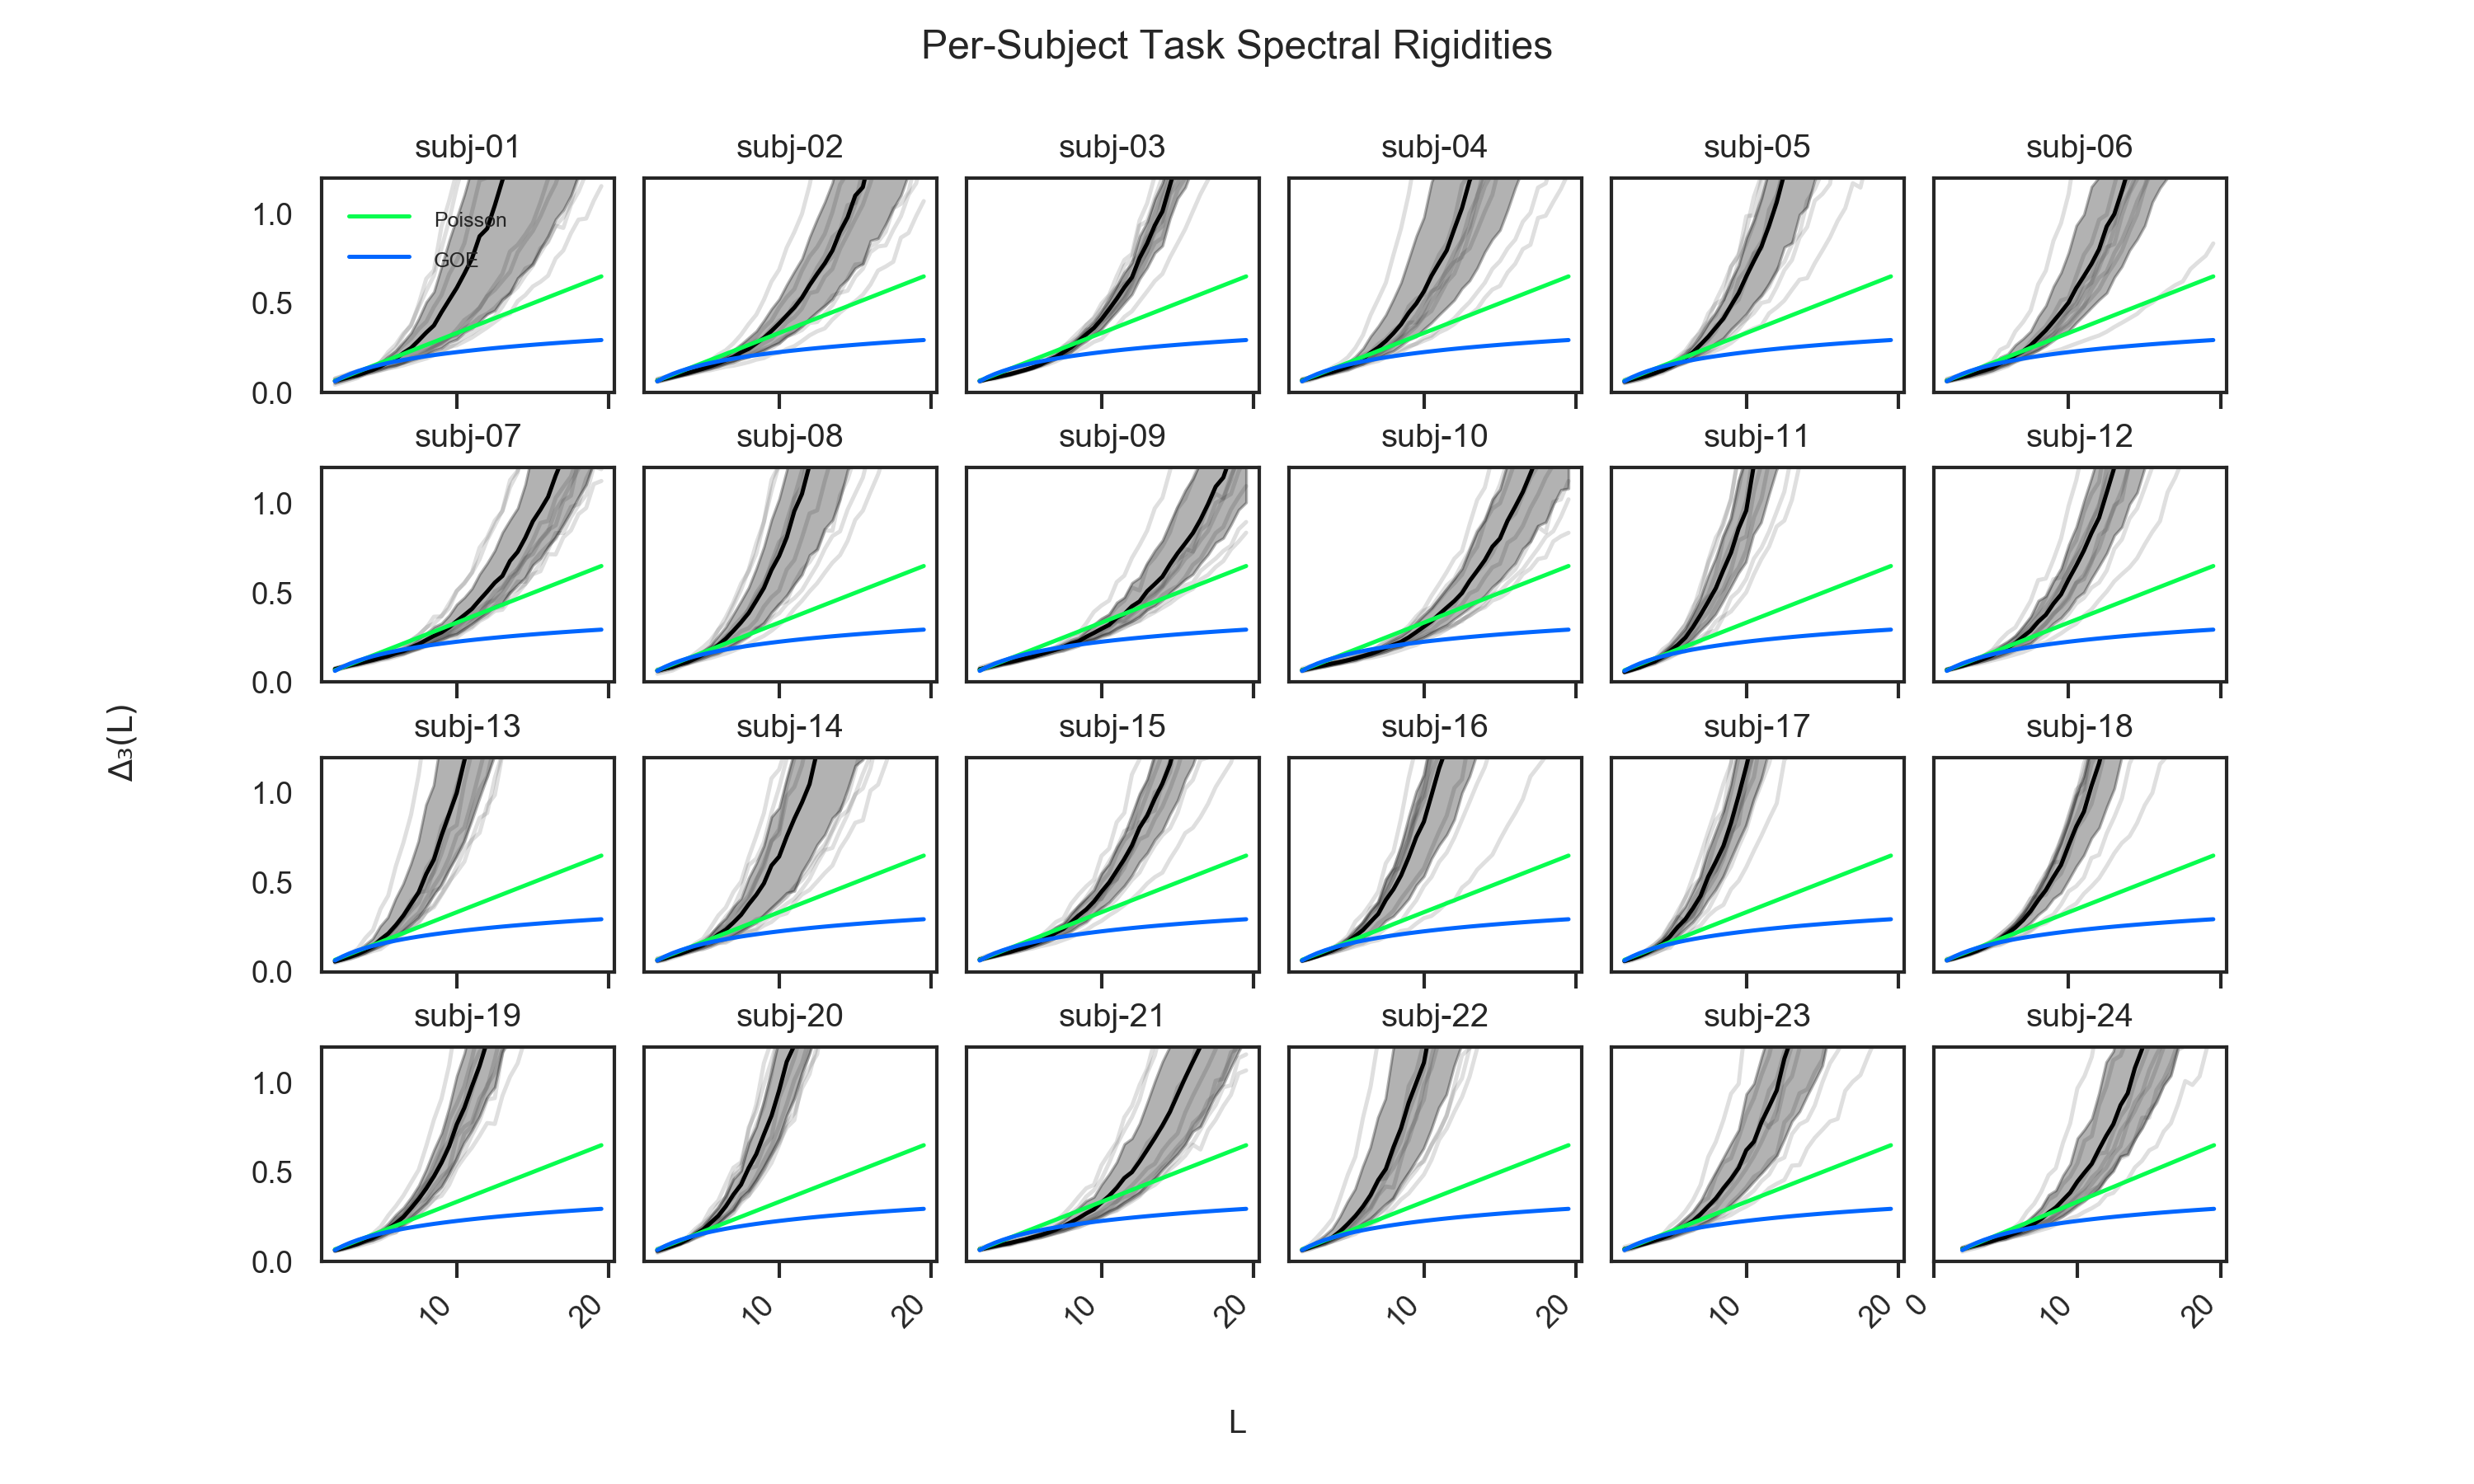 Per-Subject Task Spectral Rigidities
subj-01 subj-02 subj-03 subj-04 subj-05 subj-06
1.0
0.5
0.0
Poisson
GOE
subj-07 subj-08 subj-09 subj-10 subj-11 subj-12
1.0
0.5
0.0
Δ₃(L)
subj-13 subj-14 subj-15 subj-16 subj-17 subj-18
1.0
0.5
0.0
subj-19 subj-20 subj-21 subj-22 subj-23 subj-24
1.0
0.5
0.0
10 20 10 20 10 20 10 20 10 20 0 10 20
L